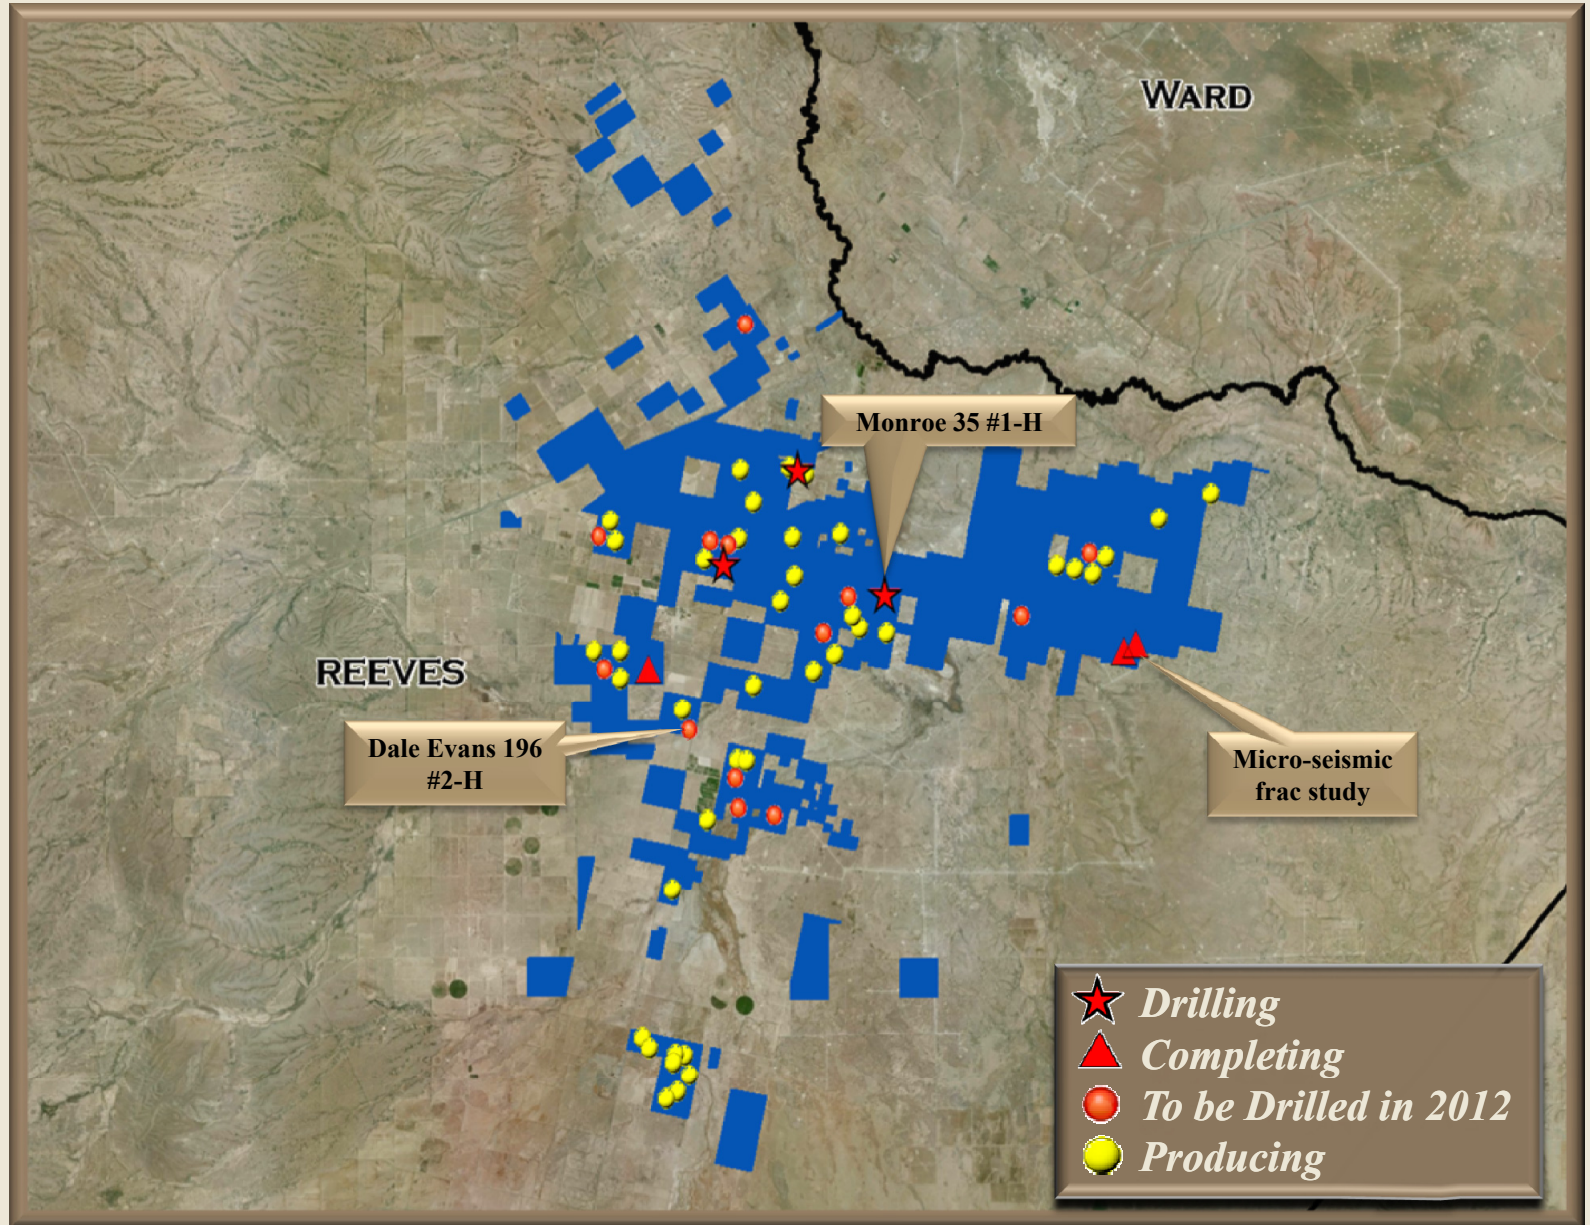 WARD
Monroe 35 #1-H
REEVES
Dale Evans 196
#2-H
Micro-seismic
frac study
Drilling
Completing
To be Drilled in 2012
Producing